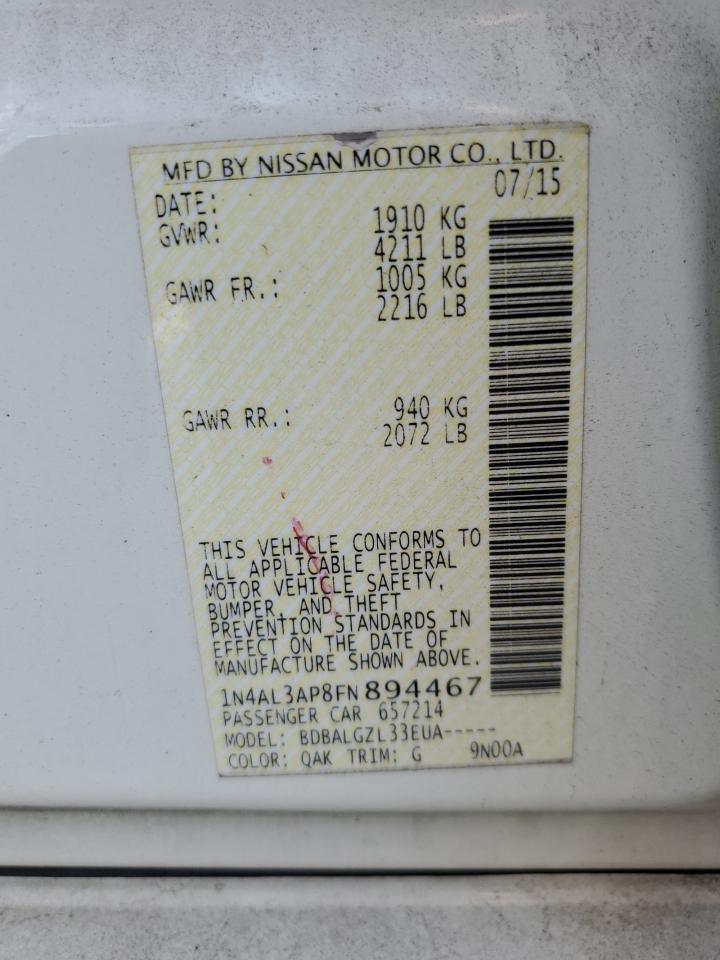 MFD BY NISSAN MOTOR CO., LTD.
DATE: 07/15
GVWR: 1910 KG
4211 LB
GAWR FR.: 1005 KG
2216 LB
GAWR RR.: 940 KG
2072 LB
THIS VEHICLE CONFORMS TO
ALL APPLICABLE FEDERAL
MOTOR VEHICLE SAFETY,
BUMPER, AND THEFT
PREVENTION STANDARDS IN
EFFECT ON THE DATE OF
MANUFACTURE SHOWN ABOVE.
1N4AL3AP8FN894467
PASSENGER CAR 657214
MODEL: BDBALGZL33EUA-----
COLOR: QAK TRIM: G 9N00A